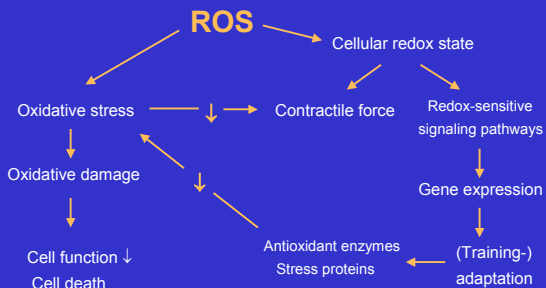 ROS
Cellular redox state
Oxidative stress
↓
Contractile force
Redox-sensitive
signaling pathways
Oxidative damage
↓
Gene expression
Cell function ↓
Cell death
Antioxidant enzymes
Stress proteins
(Training-)
adaptation